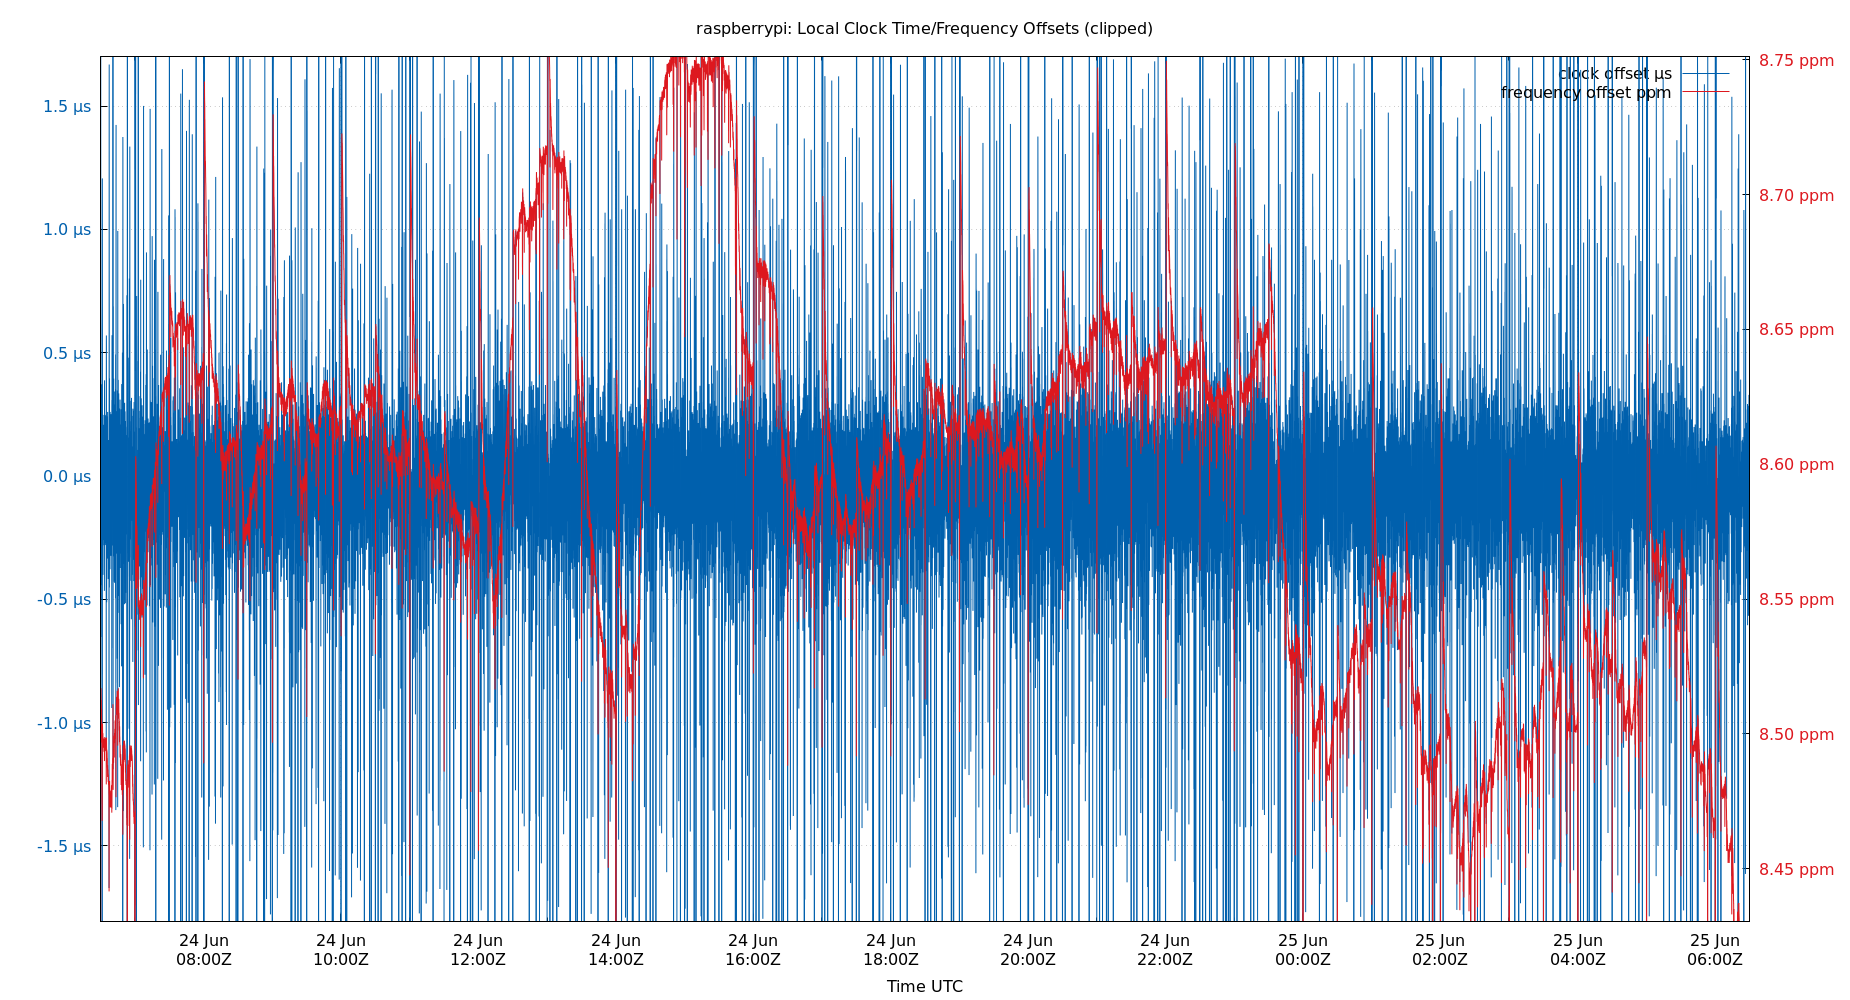 raspberrypi: Local Clock Time/Frequency Offsets (clipped)
clock offset µs
frequency offset ppm
1.5 µs
1.0 µs
0.5 µs
0.0 µs
-0.5 µs
-1.0 µs
-1.5 µs
8.75 ppm
8.70 ppm
8.65 ppm
8.60 ppm
8.55 ppm
8.50 ppm
8.45 ppm
24 Jun 24 Jun 24 Jun 24 Jun 24 Jun 24 Jun 24 Jun 24 Jun 25 Jun 25 Jun 25 Jun 25 Jun
08:00Z 10:00Z 12:00Z 14:00Z 16:00Z 18:00Z 20:00Z 22:00Z 00:00Z 02:00Z 04:00Z 06:00Z
Time UTC